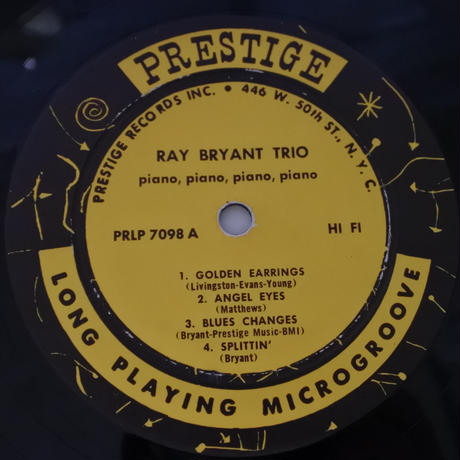 PRESTIGE
PRESTIGE RECORDS INC. • 446 W. 50th ST., N. Y. C.
RAY BRYANT TRIO
piano, piano, piano, piano
PRLP 7098 A
HI FI
1. GOLDEN EARRINGS
(Livingston-Evans-Young)
2. ANGEL EYES
(Matthews)
3. BLUES CHANGES
(Bryant-Prestige Music-BMI)
4. SPLITTIN'
(Bryant)
LONG PLAYING MICROGROOVE